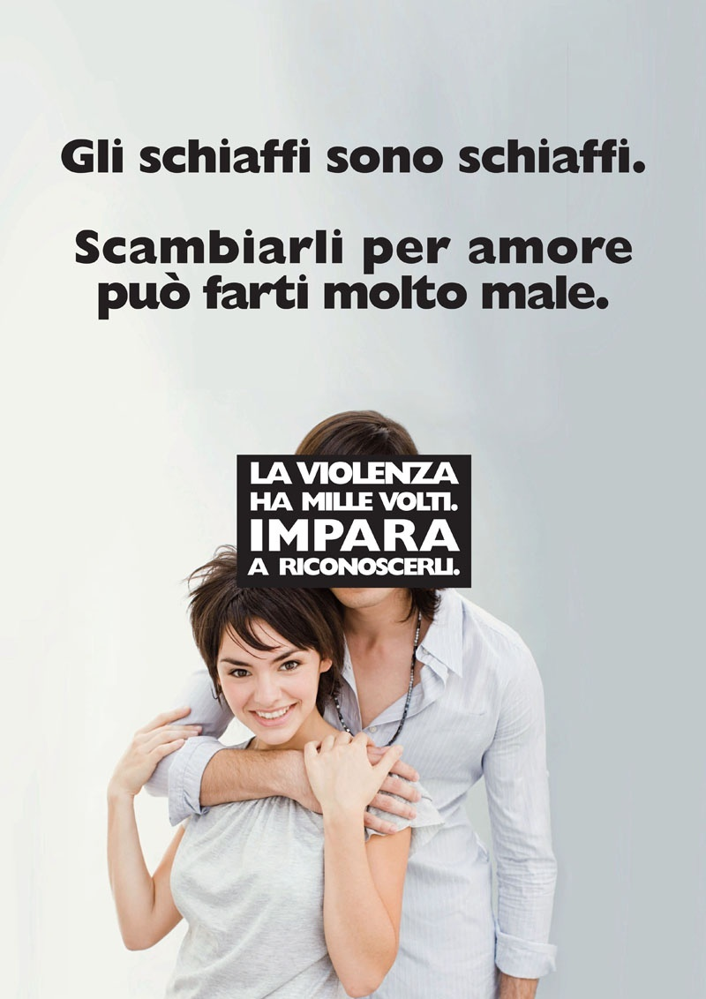 Gli schiaffi sono schiaffi.
Scambiarli per amore
può farti molto male.
LA VIOLENZA
HA MILLE VOLTI.
IMPARA
A RICONOSCERLI.